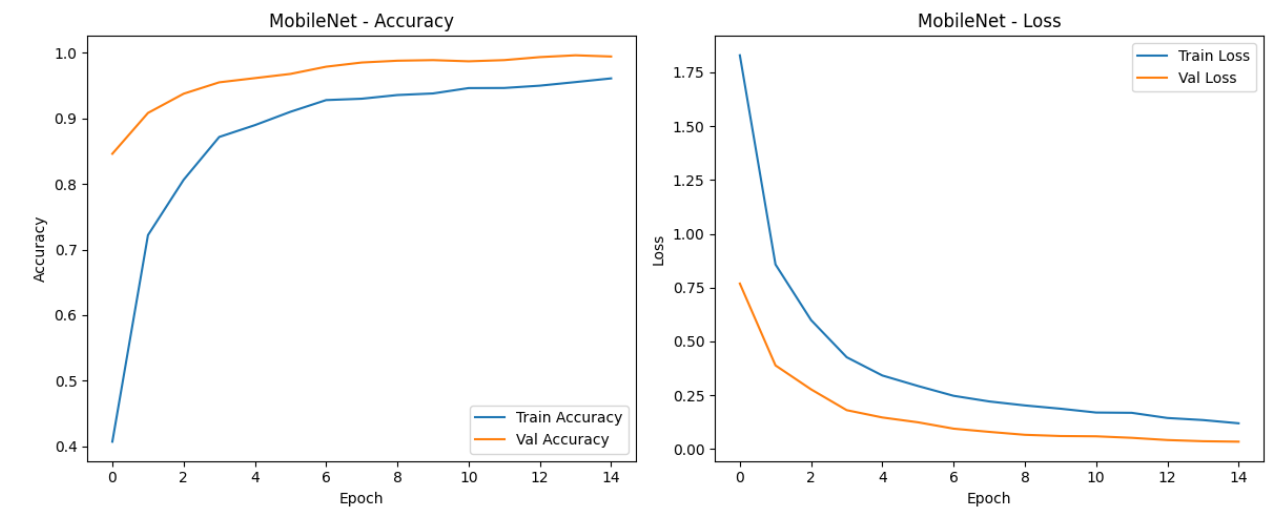 MobileNet - Accuracy
1.0
0.9
0.8
0.7
0.6
0.5
0.4
Accuracy
Train Accuracy
Val Accuracy
0 2 4 6 8 10 12 14
Epoch
MobileNet - Loss
Train Loss
Val Loss
1.75
1.50
1.25
1.00
0.75
0.50
0.25
0.00
Loss
0 2 4 6 8 10 12 14
Epoch